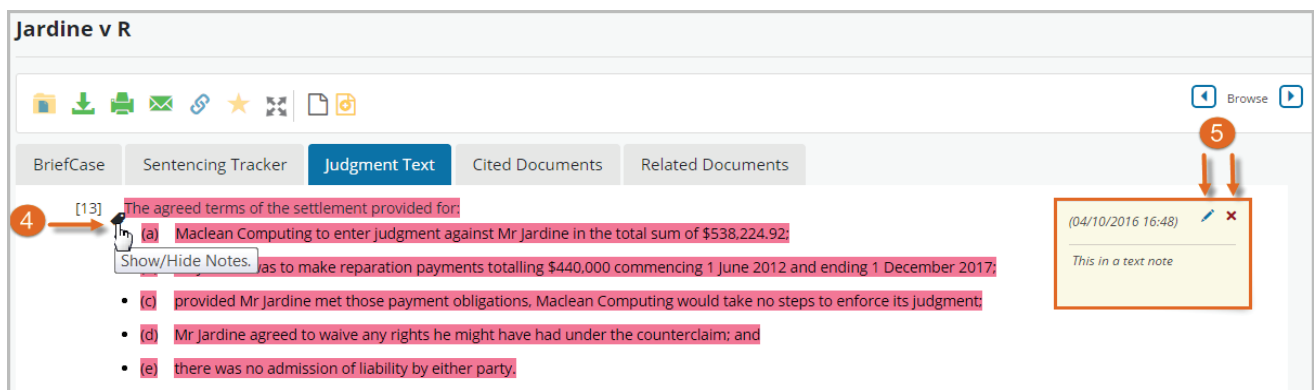 Jardine v R
Browse
5
BriefCase
Sentencing Tracker
Judgment Text
Cited Documents
Related Documents
4
[13] The agreed terms of the settlement provided for:
(a) Maclean Computing to enter judgment against Mr Jardine in the total sum of $538,224.92;
Show/Hide Notes.
was to make reparation payments totalling $440,000 commencing 1 June 2012 and ending 1 December 2017;
• (c) provided Mr Jardine met those payment obligations, Maclean Computing would take no steps to enforce its judgment;
• (d) Mr Jardine agreed to waive any rights he might have had under the counterclaim; and
• (e) there was no admission of liability by either party.
(04/10/2016 16:48)
This in a text note